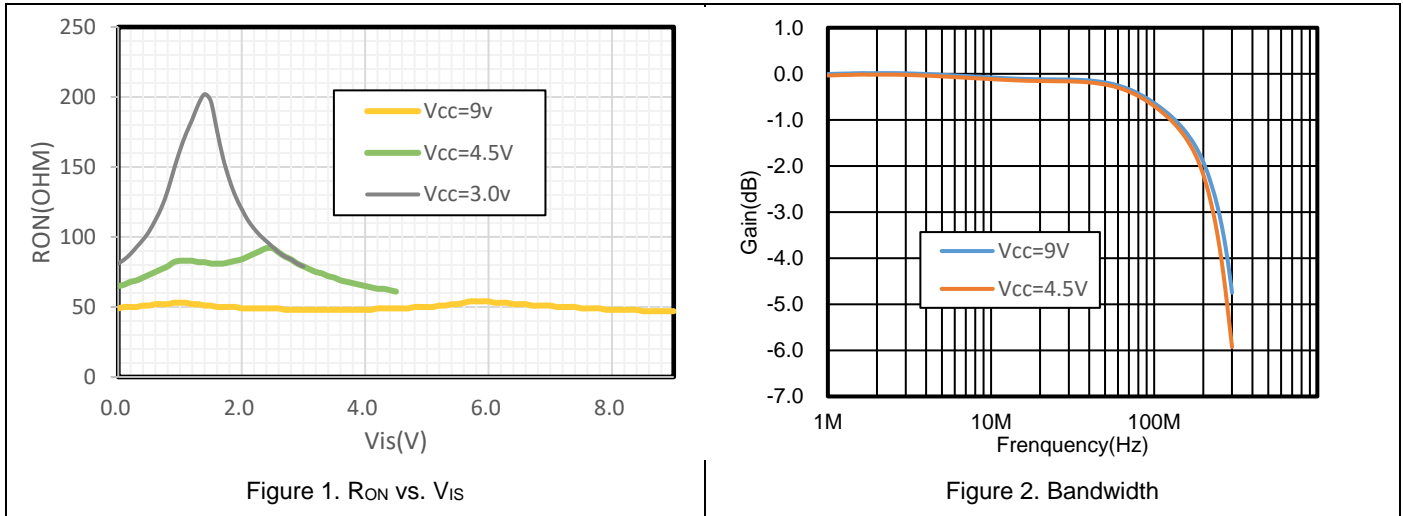 250
200
150
100
50
0
RON(OHM)
Vcc=9v
Vcc=4.5V
Vcc=3.0v
0.0 2.0 4.0 6.0 8.0
Vis(V)
Figure 1. RON vs. VIS
1.0
0.0
-1.0
-2.0
-3.0
-4.0
-5.0
-6.0
-7.0
Gain(dB)
Vcc=9V
Vcc=4.5V
1M 10M 100M
Frenquency(Hz)
Figure 2. Bandwidth